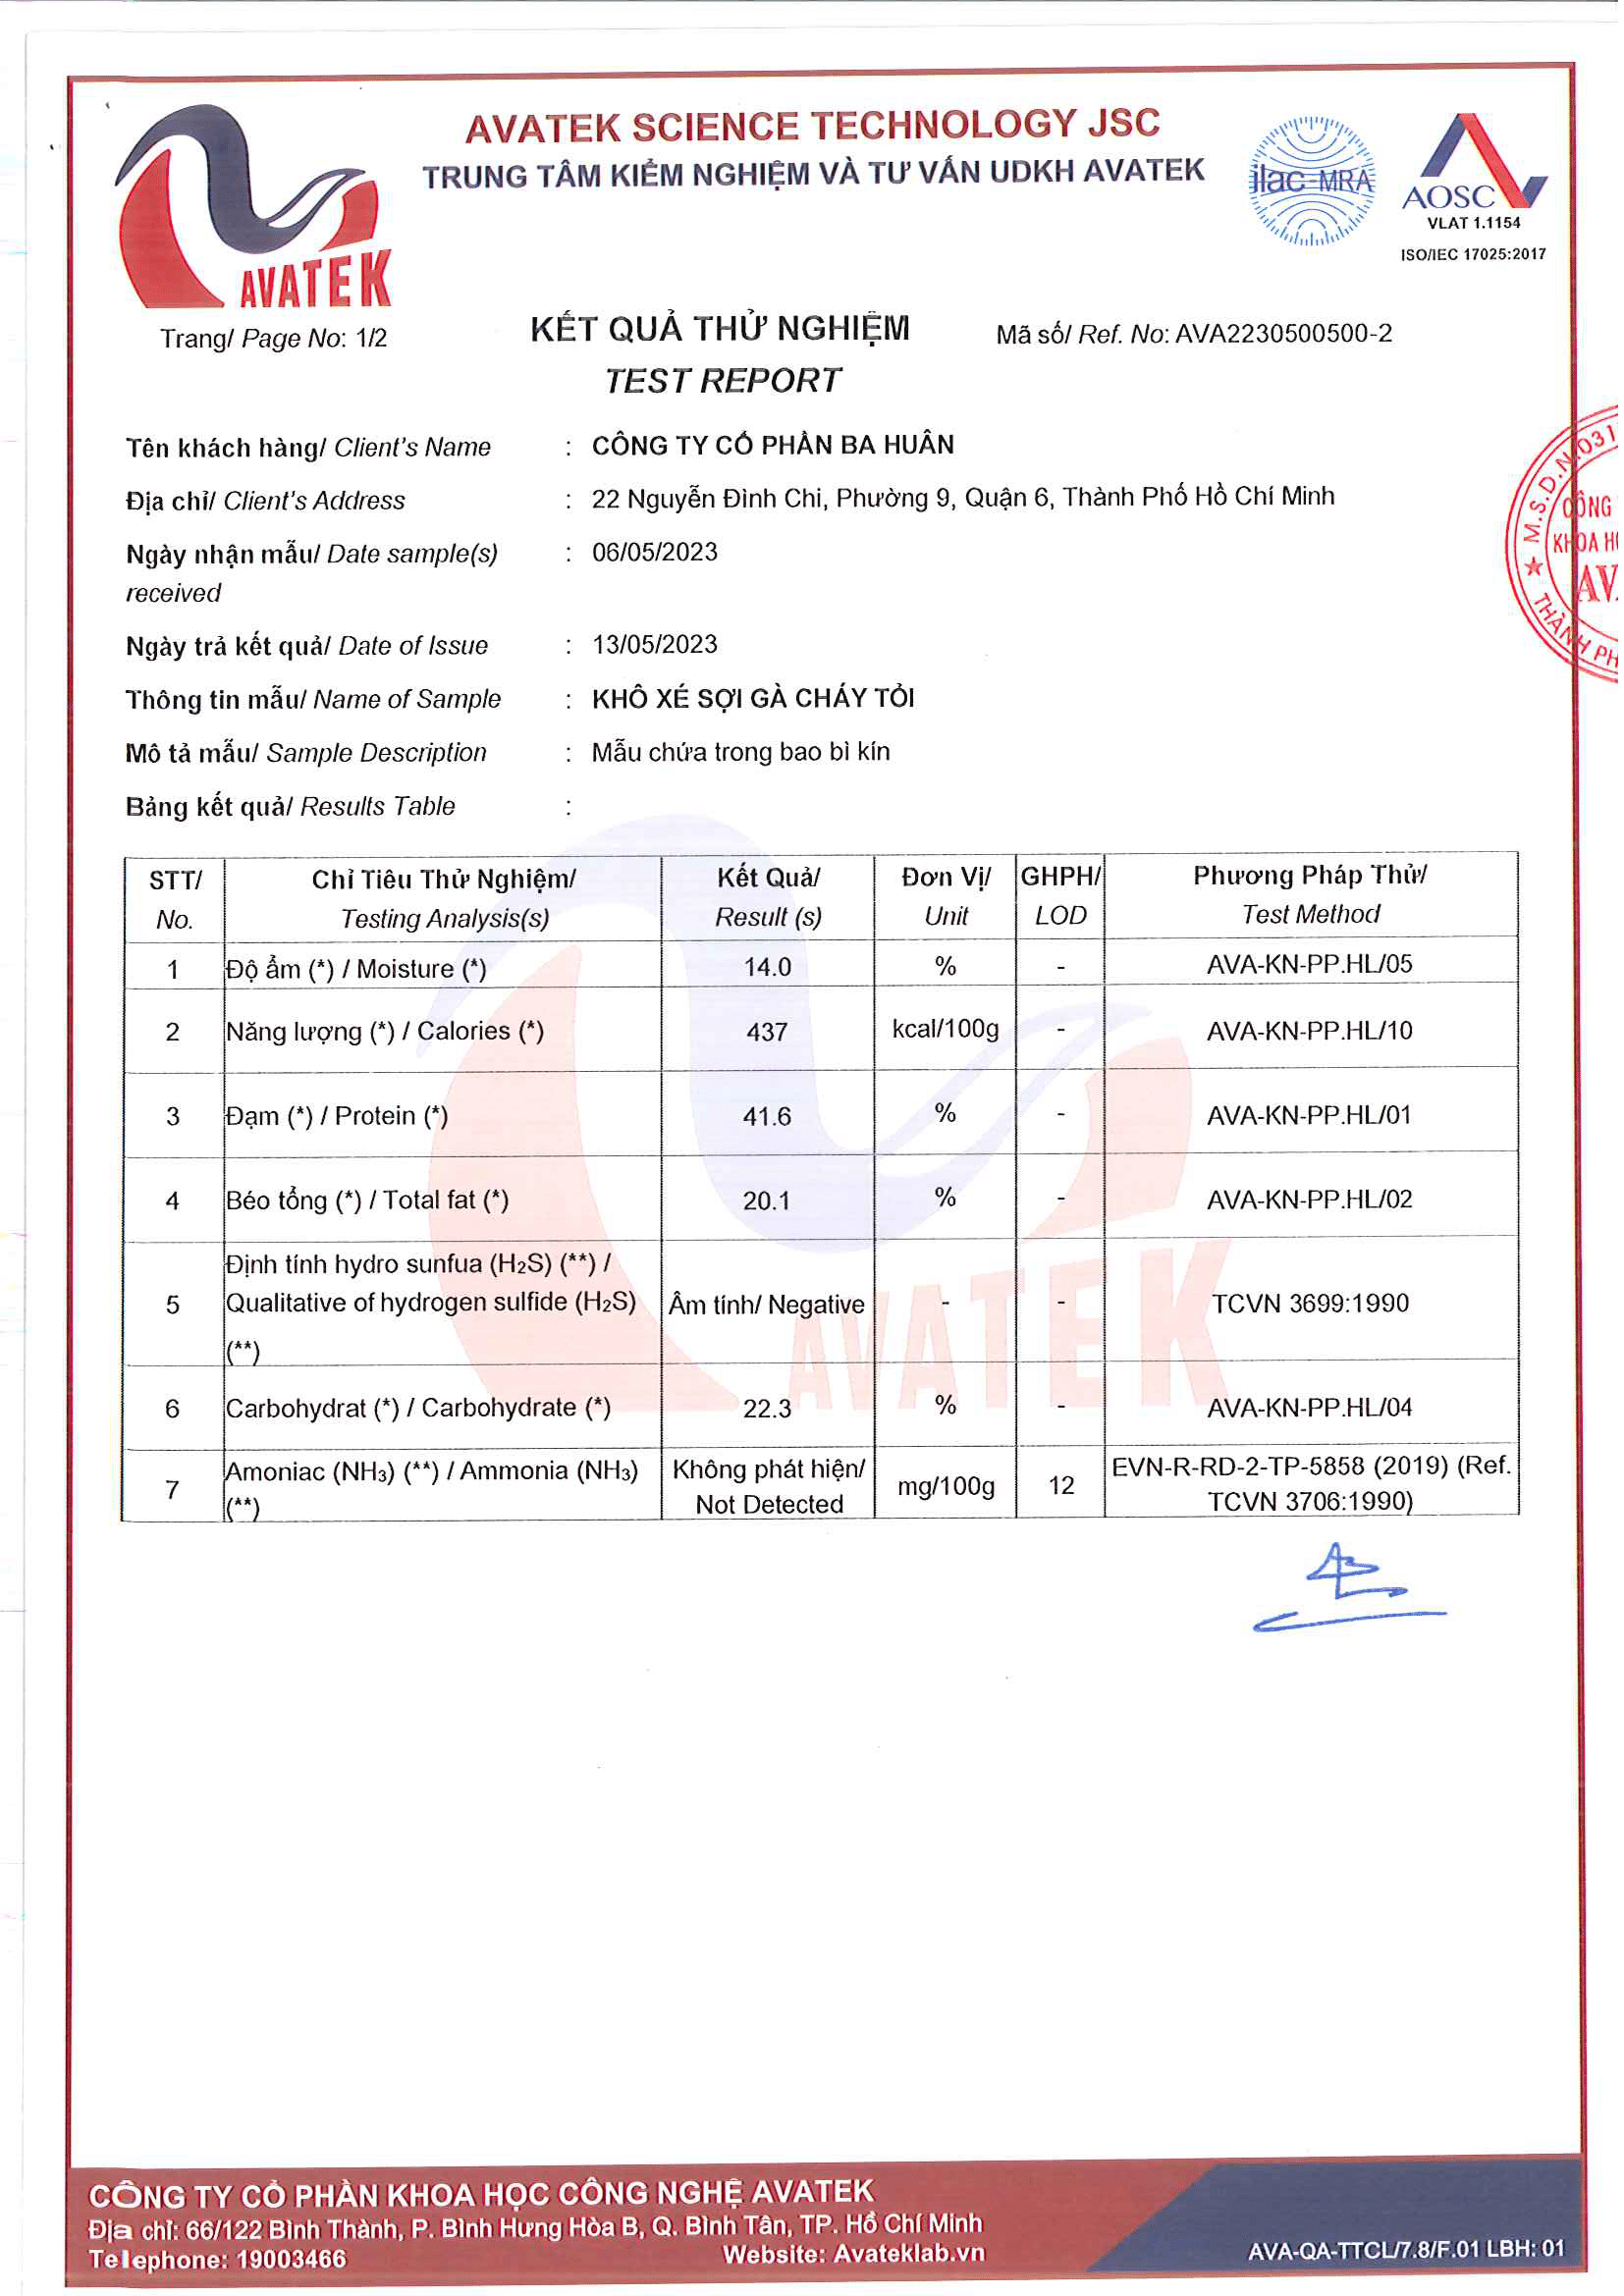 AVATEK SCIENCE TECHNOLOGY JSC
TRUNG TÂM KIỂM NGHIỆM VÀ TƯ VẤN UDKH AVATEK
AVATEK
ilac-MRA
AOSC
VLAT 1.1154
ISO/IEC 17025:2017
Trang/ Page No: 1/2
KẾT QUẢ THỬ NGHIỆM
TEST REPORT
Mã số/ Ref. No: AVA2230500500-2
Tên khách hàng/ Client's Name : CÔNG TY CỔ PHẦN BA HUÂN
Địa chỉ/ Client's Address : 22 Nguyễn Đình Chi, Phường 9, Quận 6, Thành Phố Hồ Chí Minh
Ngày nhận mẫu/ Date sample(s) : 06/05/2023
received
Ngày trả kết quả/ Date of Issue : 13/05/2023
Thông tin mẫu/ Name of Sample : KHÔ XÉ SỢI GÀ CHÁY TỎI
Mô tả mẫu/ Sample Description : Mẫu chứa trong bao bì kín
Bảng kết quả/ Results Table :
M.S.D.N:031
CÔNG
KHOA H
AV
THÀNH PH
STT/ Chỉ Tiêu Thử Nghiệm/ Kết Quả/ Đơn Vị/ GHPH/ Phương Pháp Thử/
No. Testing Analysis(s) Result (s) Unit LOD Test Method
1 Độ ẩm (*) / Moisture (*) 14.0 % - AVA-KN-PP.HL/05
2 Năng lượng (*) / Calories (*) 437 kcal/100g - AVA-KN-PP.HL/10
3 Đạm (*) / Protein (*) 41.6 % - AVA-KN-PP.HL/01
4 Béo tổng (*) / Total fat (*) 20.1 % - AVA-KN-PP.HL/02
Định tính hydro sunfua (H₂S) (**) /
5 Qualitative of hydrogen sulfide (H₂S) Âm tính/ Negative - - TCVN 3699:1990
(**)
6 Carbohydrat (*) / Carbohydrate (*) 22.3 % - AVA-KN-PP.HL/04
7 Amoniac (NH₃) (**) / Ammonia (NH₃) Không phát hiện/ mg/100g 12 EVN-R-RD-2-TP-5858 (2019) (Ref.
(**) Not Detected TCVN 3706:1990)
AVATEK
CÔNG TY CỔ PHẦN KHOA HỌC CÔNG NGHỆ AVATEK
Địa chỉ: 66/122 Bình Thành, P. Bình Hưng Hòa B, Q. Bình Tân, TP. Hồ Chí Minh
Telephone: 19003466 Website: Avateklab.vn
AVA-QA-TTCL/7.8/F.01 LBH: 01